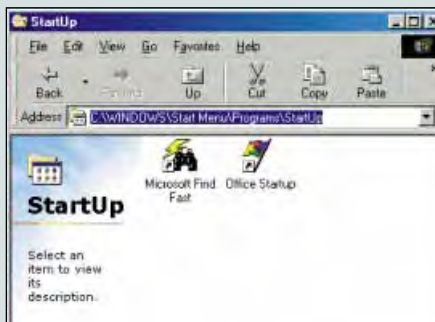 StartUp
File Edit View Go Favorites Help
Back Forward Up Cut Copy Paste
Address C:\WINDOWS\Start Menu\Programs\StartUp
Microsoft Find Fast
Office Startup
StartUp
Select an
item to view
its
description.